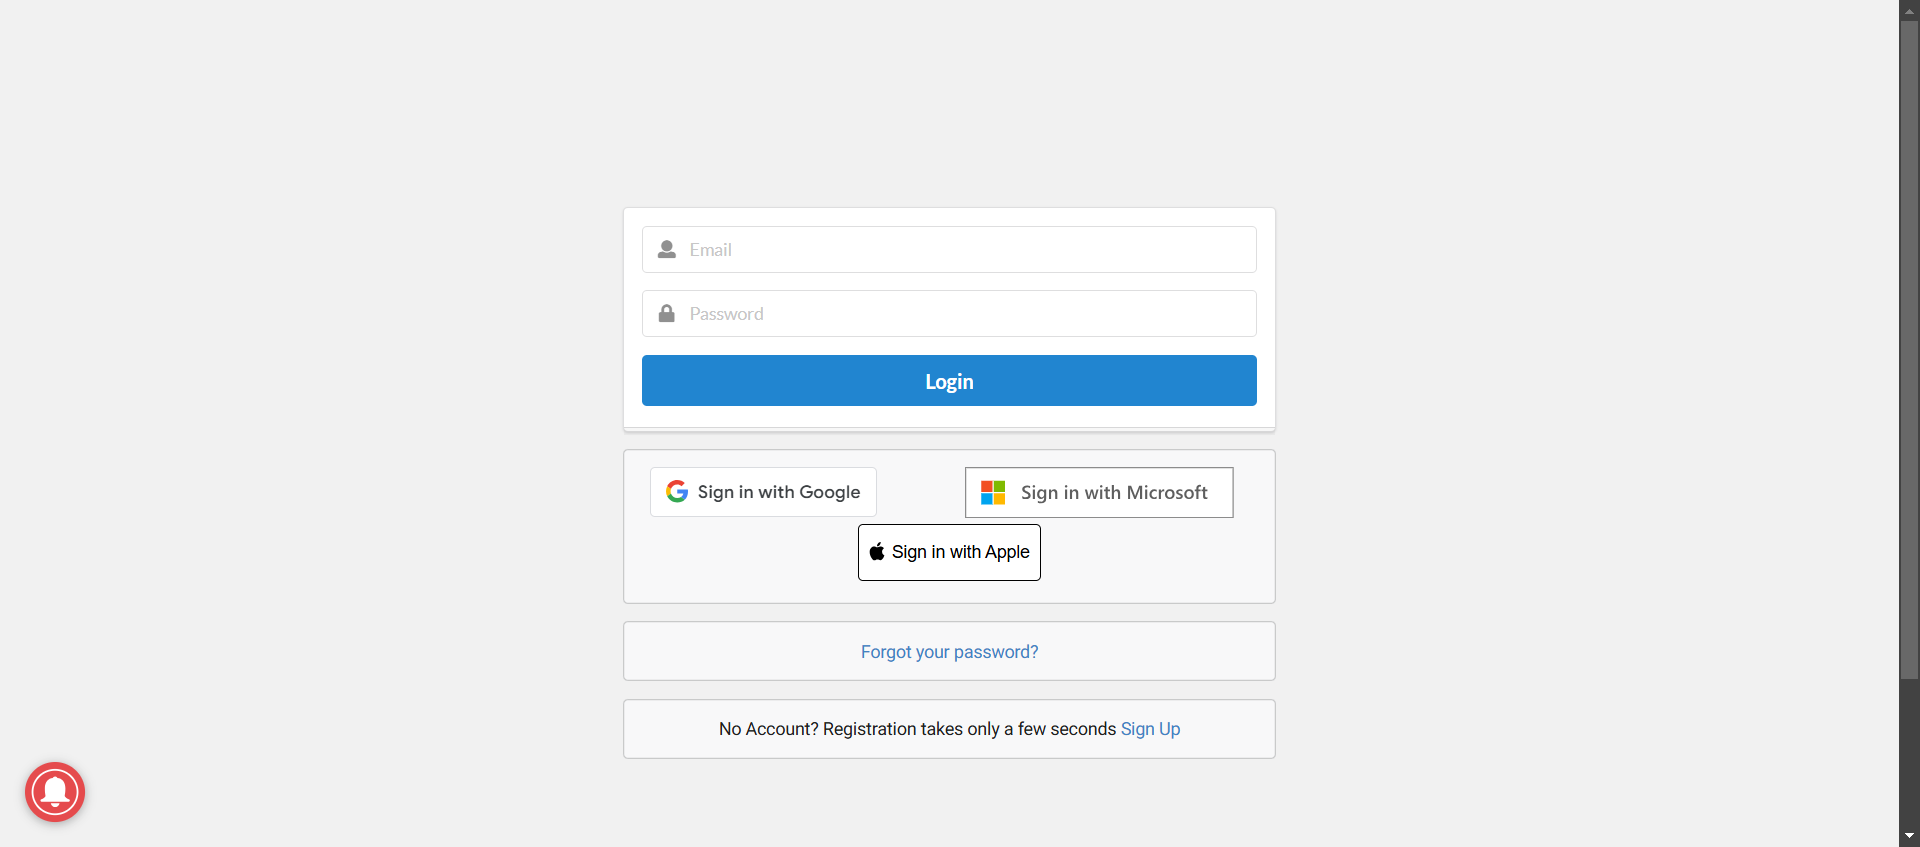 Email
Password
Login
Sign in with Google
Sign in with Microsoft
Sign in with Apple
Forgot your password?
No Account? Registration takes only a few seconds Sign Up